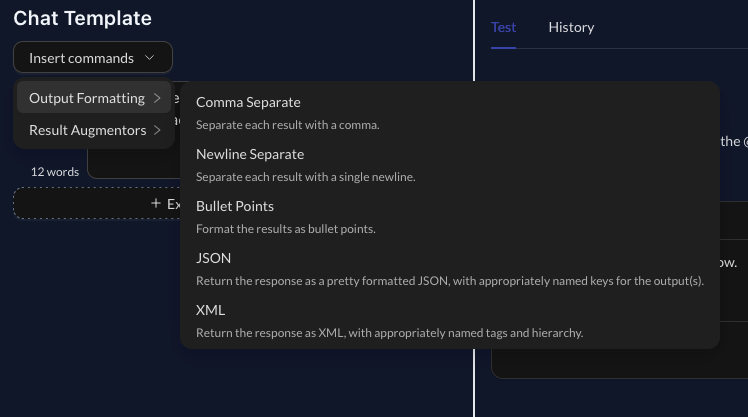 Chat Template
Test
History
Insert commands
Output Formatting
Result Augmentors
12 words
Comma Separate
Separate each result with a comma.
Newline Separate
Separate each result with a single newline.
Bullet Points
Format the results as bullet points.
JSON
Return the response as a pretty formatted JSON, with appropriately named keys for the output(s).
XML
Return the response as XML, with appropriately named tags and hierarchy.
+ Ex
the @
ow.